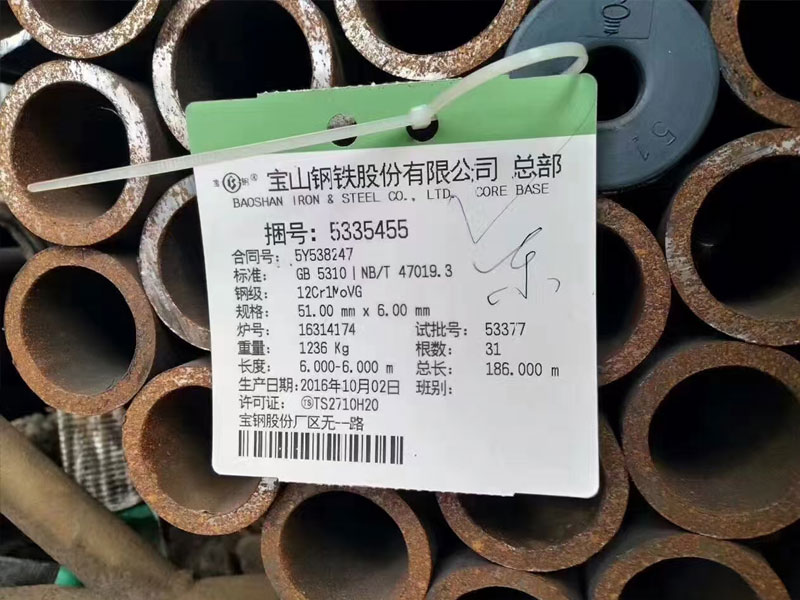 宝钢® 宝山钢铁股份有限公司 总部
BAOSHAN IRON & STEEL CO., LTD. CORE BASE
捆号: 5335455
合同号: 5Y538247
标准: GB 5310 | NB/T 47019.3
钢级: 12Cr1MoVG
规格: 51.00 mm x 6.00 mm
炉号: 16314174 试批号: 53377
重量: 1236 Kg 根数: 31
长度: 6.000-6.000 m 总长: 186.000 m
生产日期: 2016年10月02日 班别:
许可证: TSTS2710H20
宝钢股份厂区无一路
东
51